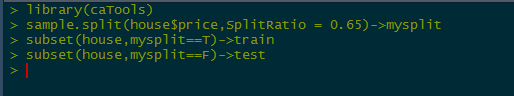 > library(caTools)
> sample.split(house$price,SplitRatio = 0.65)->mysplit
> subset(house,mysplit==T)->train
> subset(house,mysplit==F)->test
>